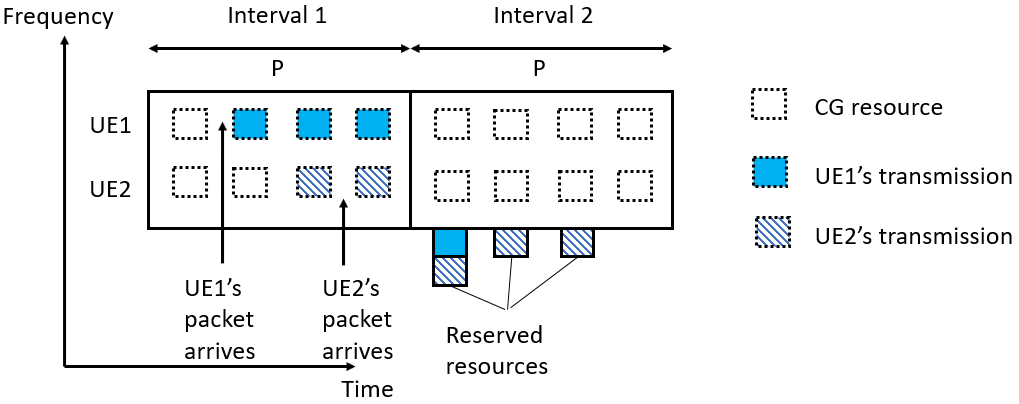 Frequency
Interval 1
Interval 2
P
P
UE1
UE2
CG resource
UE1's transmission
UE2's transmission
UE1's
packet
arrives
UE2's
packet
arrives
Reserved
resources
Time